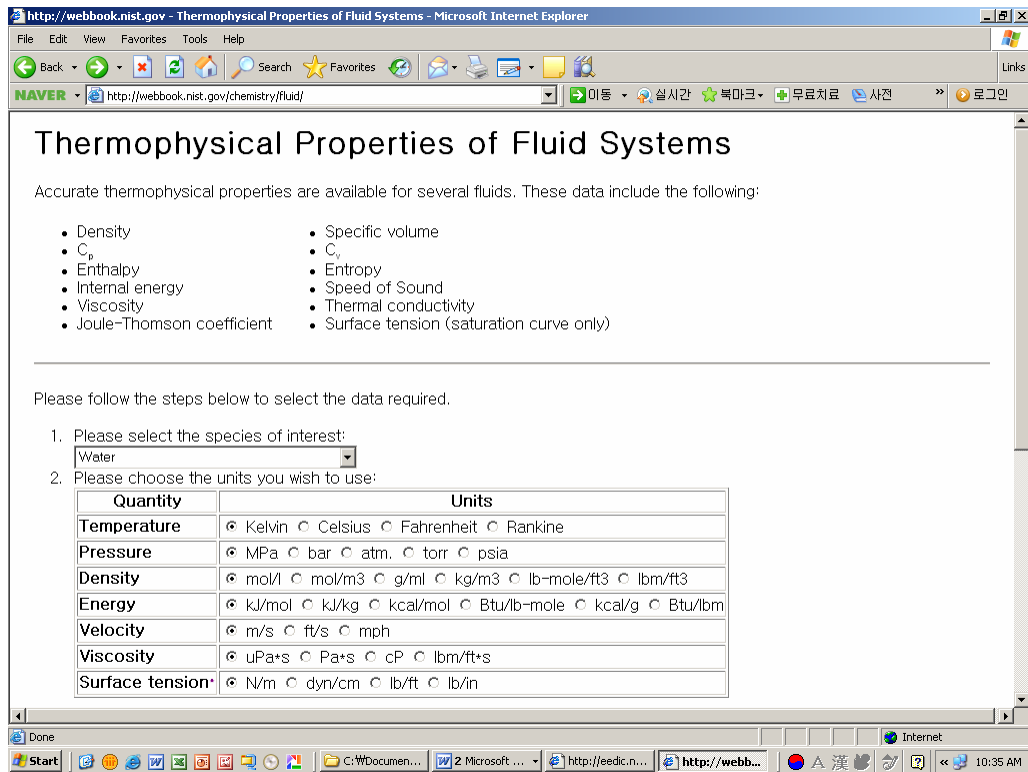 http://webbook.nist.gov - Thermophysical Properties of Fluid Systems - Microsoft Internet Explorer
File Edit View Favorites Tools Help
Back Search Favorites Links
NAVER http://webbook.nist.gov/chemistry/fluid/ 이동 실시간 북마크 무료치료 사전 » 로그인
Thermophysical Properties of Fluid Systems
Accurate thermophysical properties are available for several fluids. These data include the following:
• Density • Specific volume
• Cp • Cv
• Enthalpy • Entropy
• Internal energy • Speed of Sound
• Viscosity • Thermal conductivity
• Joule-Thomson coefficient • Surface tension (saturation curve only)
Please follow the steps below to select the data required.
1. Please select the species of interest:
Water
2. Please choose the units you wish to use:
Quantity Units
Temperature Kelvin Celsius Fahrenheit Rankine
Pressure MPa bar atm. torr psia
Density mol/l mol/m3 g/ml kg/m3 lb-mole/ft3 lbm/ft3
Energy kJ/mol kJ/kg kcal/mol Btu/lb-mole kcal/g Btu/lbm
Velocity m/s ft/s mph
Viscosity uPa*s Pa*s cP lbm/ft*s
Surface tension* N/m dyn/cm lb/ft lb/in
Done Internet
Start C:₩Documen... 2 Microsoft ... http://eedic.n... http://webb... A 漢 « 10:35 AM